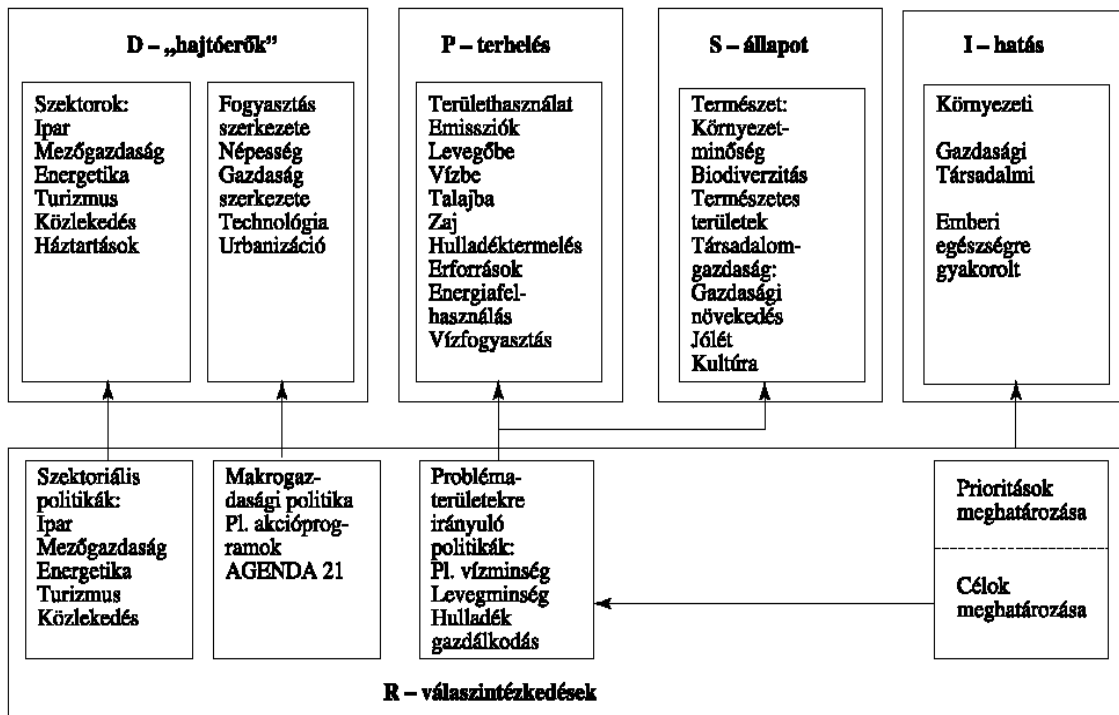 D – „hajtóerők”
Szektorok:
Ipar
Mezőgazdaság
Energetika
Turizmus
Közlekedés
Háztartások
Fogyasztás
szerkezete
Népesség
Gazdaság
szerkezete
Technológia
Urbanizáció
P – terhelés
Területhasználat
Emissziók
Levegőbe
Vízbe
Talajba
Zaj
Hulladéktermelés
Erforrások
Energiafel-
használás
Vízfogyasztás
S – állapot
Természet:
Környezet-
minőség
Biodiverzitás
Természetes
területek
Társadalom-
gazdaság:
Gazdasági
növekedés
Jólét
Kultúra
I – hatás
Környezeti
Gazdasági
Társadalmi
Emberi
egészségre
gyakorolt
Szektoriális
politikák:
Ipar
Mezőgazdaság
Energetika
Turizmus
Közlekedés
Makrogaz-
dasági politika
Pl. akcióprog-
ramok
AGENDA 21
Probléma-
területekre
irányuló
politikák:
Pl. vízminség
Levegminség
Hulladék
gazdálkodás
Prioritások
meghatározása
Célok
meghatározása
R – válaszintézkedések